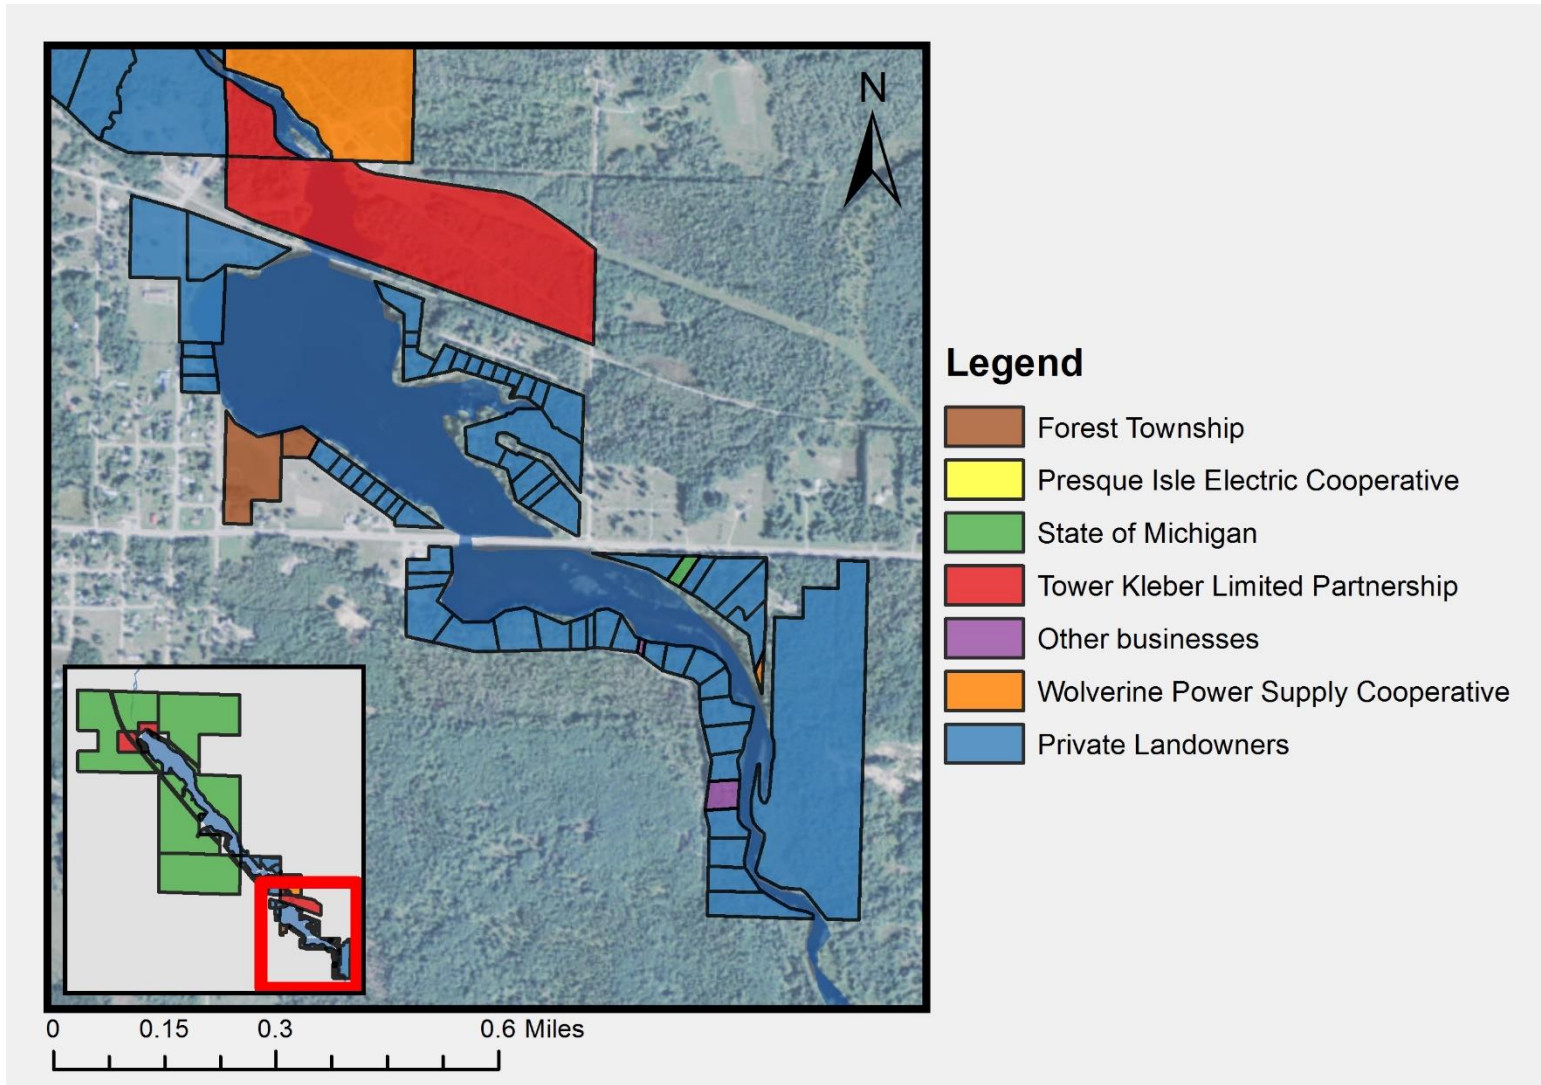 N
Legend
Forest Township
Presque Isle Electric Cooperative
State of Michigan
Tower Kleber Limited Partnership
Other businesses
Wolverine Power Supply Cooperative
Private Landowners
0 0.15 0.3 0.6 Miles